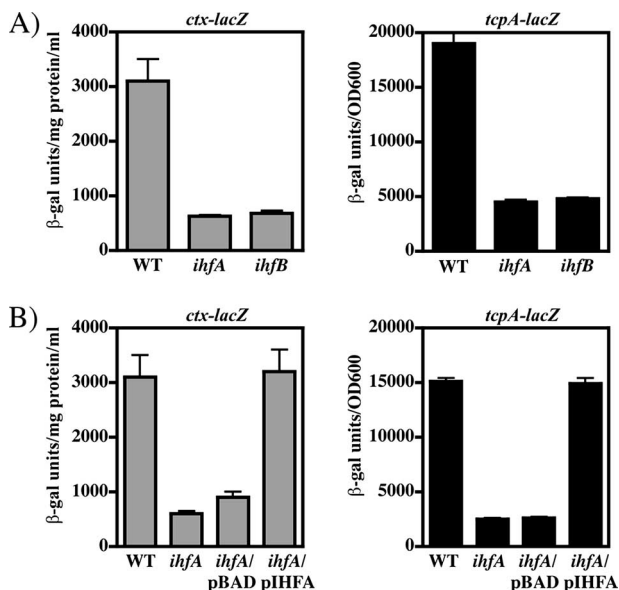 A)
ctx-lacZ
β-gal units/mg protein/ml
4000
3000
2000
1000
0
WT ihfA ihfB
tcpA-lacZ
β-gal units/OD600
20000
15000
10000
5000
0
WT ihfA ihfB
B)
ctx-lacZ
β-gal units/mg protein/ml
4000
3000
2000
1000
0
WT ihfA ihfA/ ihfA/
pBAD pIHFA
tcpA-lacZ
β-gal units/OD600
20000
15000
10000
5000
0
WT ihfA ihfA/ ihfA/
pBAD pIHFA